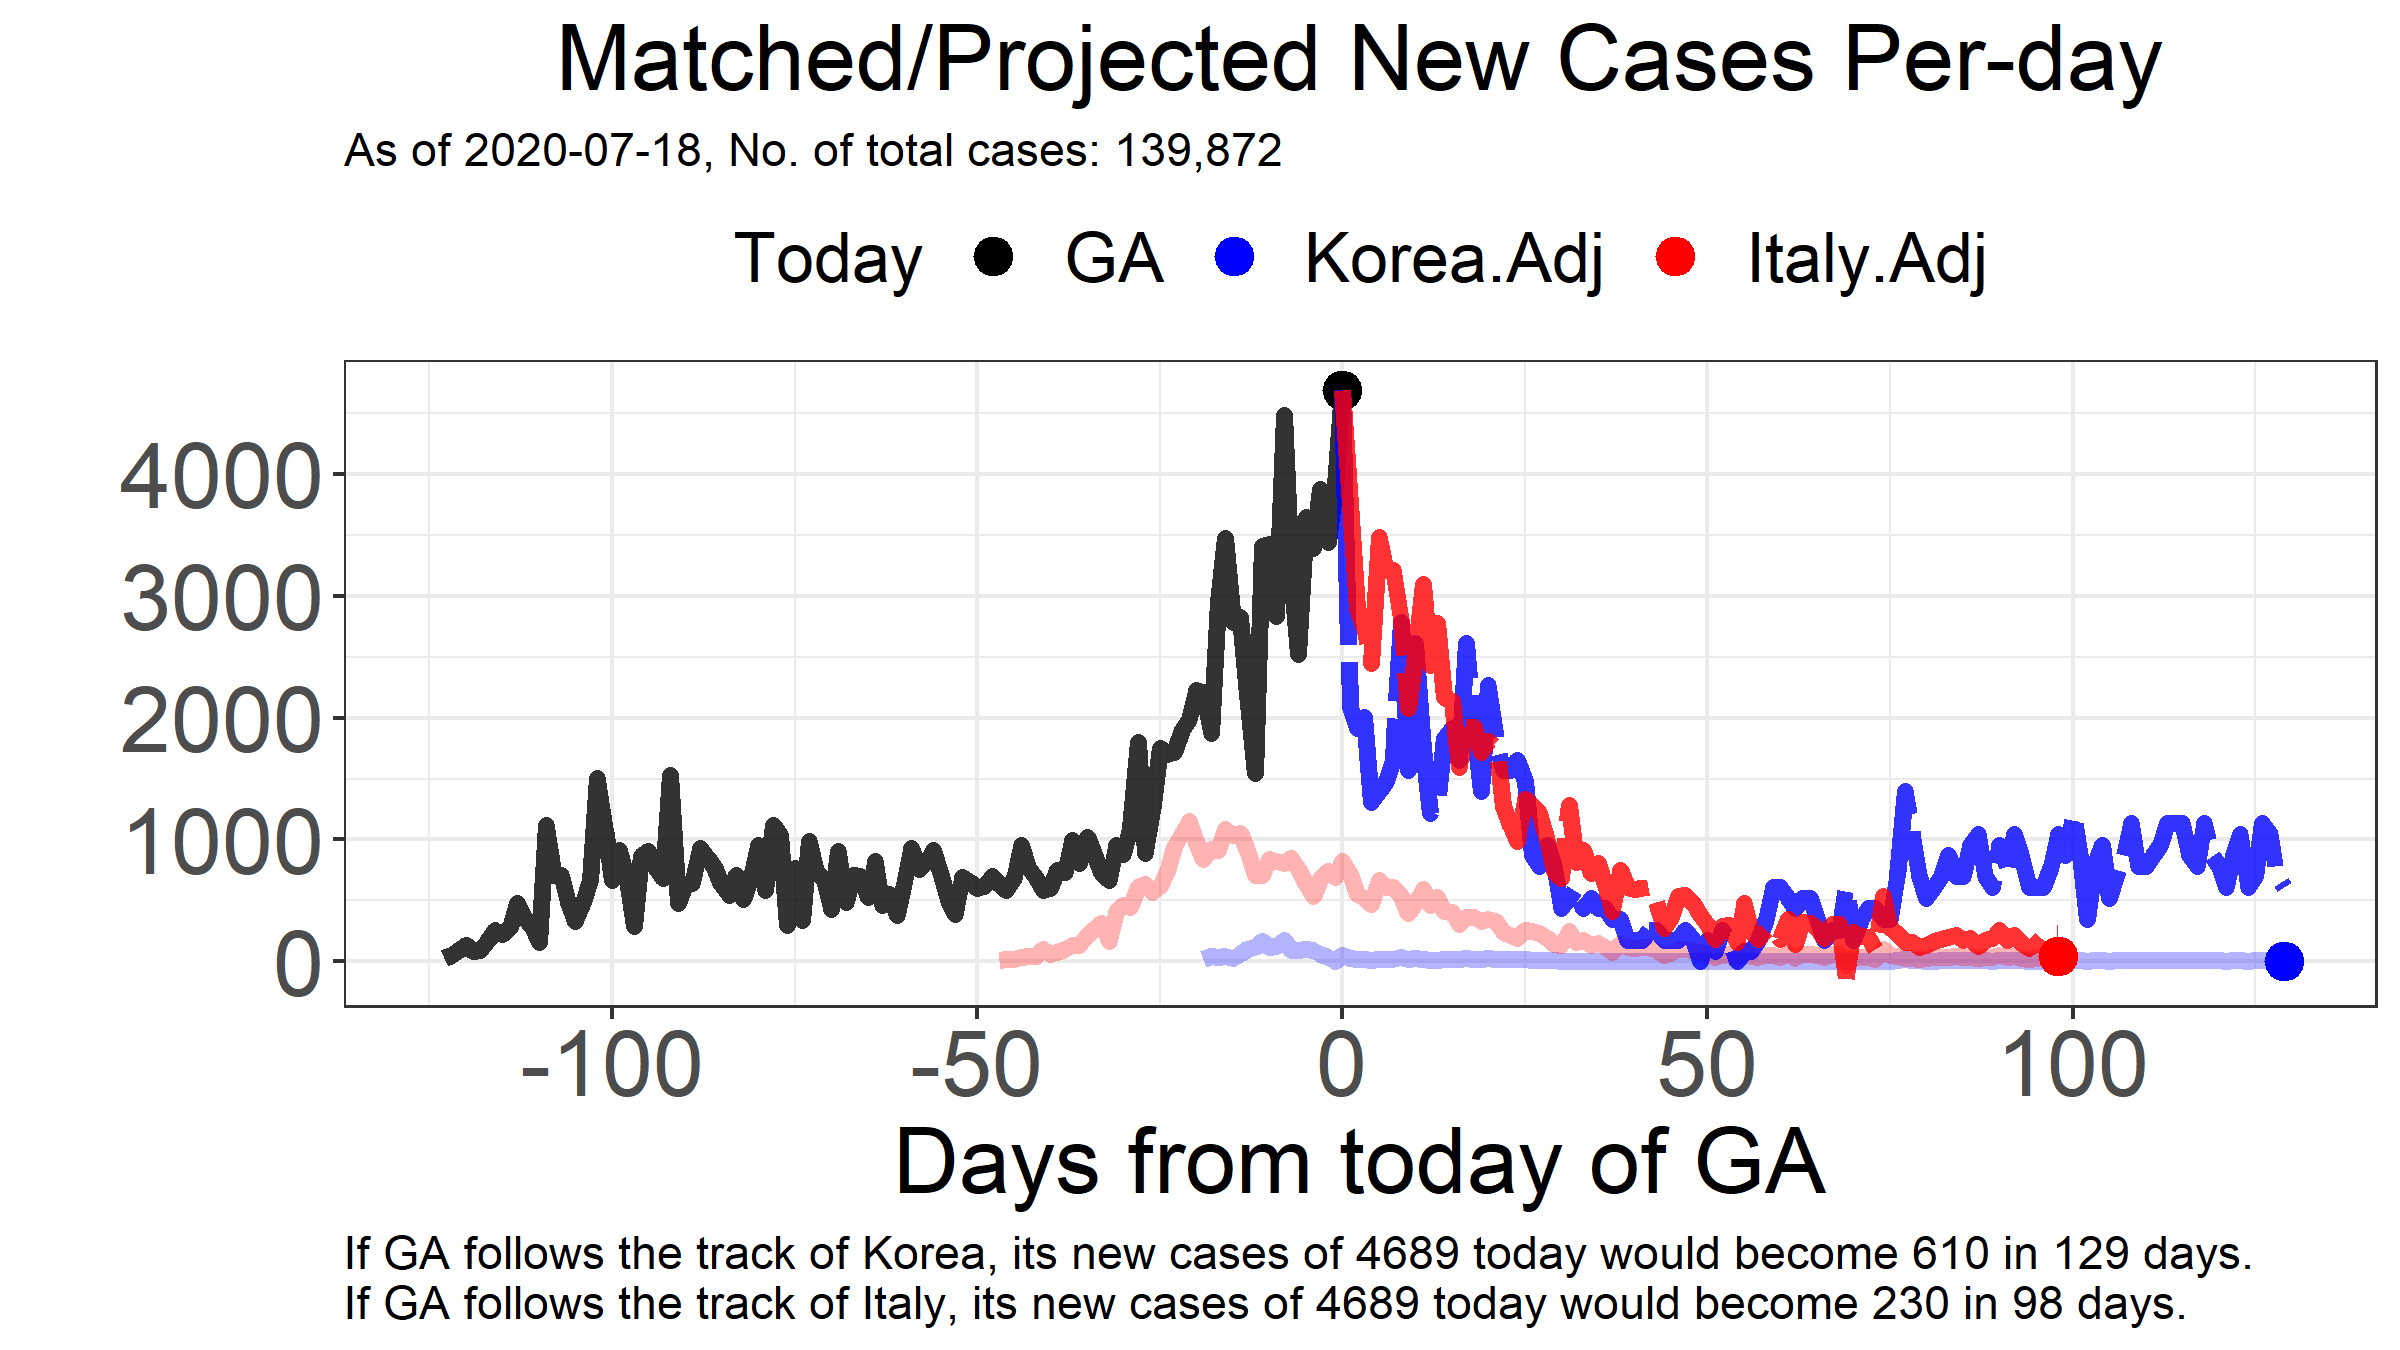 Matched/Projected New Cases Per-day
As of 2020-07-18, No. of total cases: 139,872
Today GA Korea.Adj Italy.Adj
4000
3000
2000
1000
0
-100 -50 0 50 100
Days from today of GA
If GA follows the track of Korea, its new cases of 4689 today would become 610 in 129 days.
If GA follows the track of Italy, its new cases of 4689 today would become 230 in 98 days.